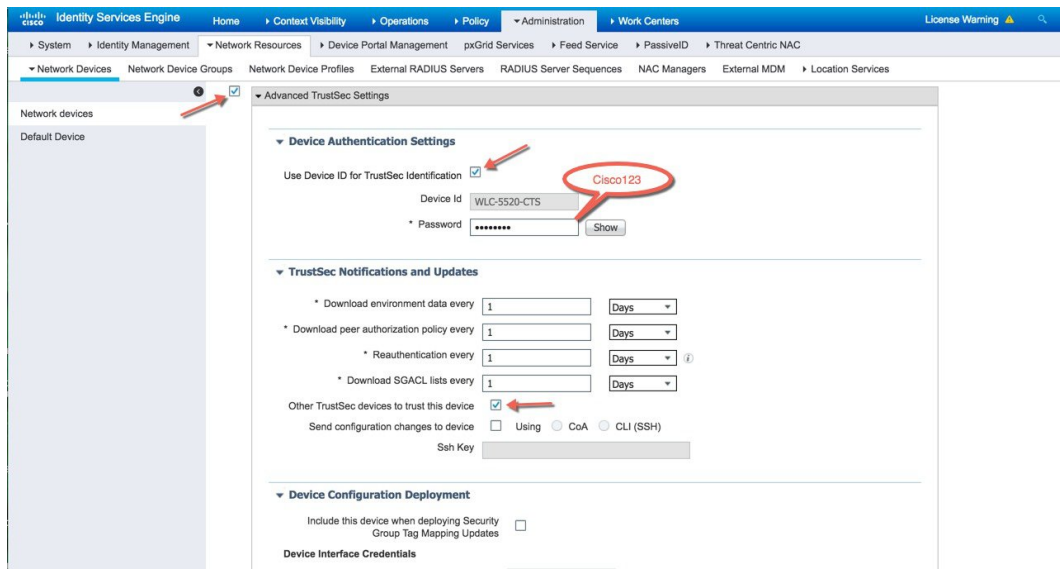 cisco Identity Services Engine Home Context Visibility Operations Policy Administration Work Centers License Warning
System Identity Management Network Resources Device Portal Management pxGrid Services Feed Service PassiveID Threat Centric NAC
Network Devices Network Device Groups Network Device Profiles External RADIUS Servers RADIUS Server Sequences NAC Managers External MDM Location Services
Network devices
Default Device
Advanced TrustSec Settings
Device Authentication Settings
Use Device ID for TrustSec Identification
Cisco123
Device Id WLC-5520-CTS
* Password •••••••• Show
TrustSec Notifications and Updates
* Download environment data every 1 Days
* Download peer authorization policy every 1 Days
* Reauthentication every 1 Days i
* Download SGACL lists every 1 Days
Other TrustSec devices to trust this device
Send configuration changes to device Using CoA CLI (SSH)
Ssh Key
Device Configuration Deployment
Include this device when deploying Security
Group Tag Mapping Updates
Device Interface Credentials